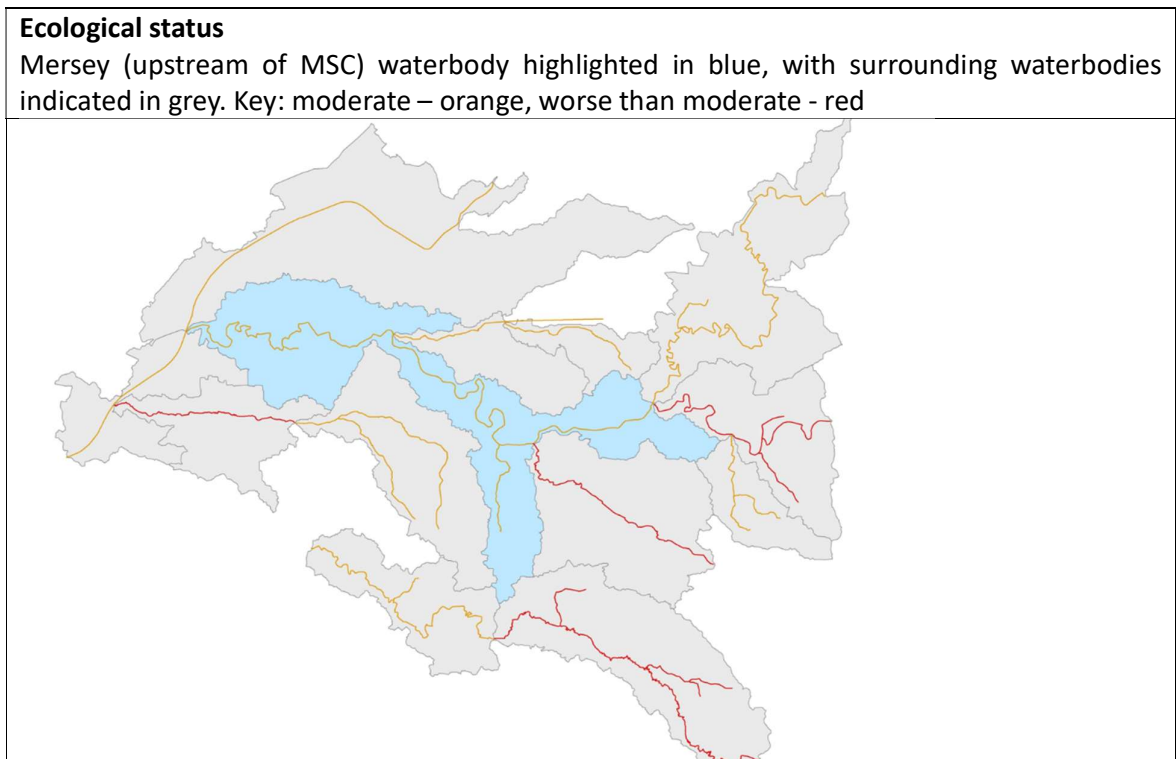 Ecological status
Mersey (upstream of MSC) waterbody highlighted in blue, with surrounding waterbodies
indicated in grey. Key: moderate – orange, worse than moderate - red